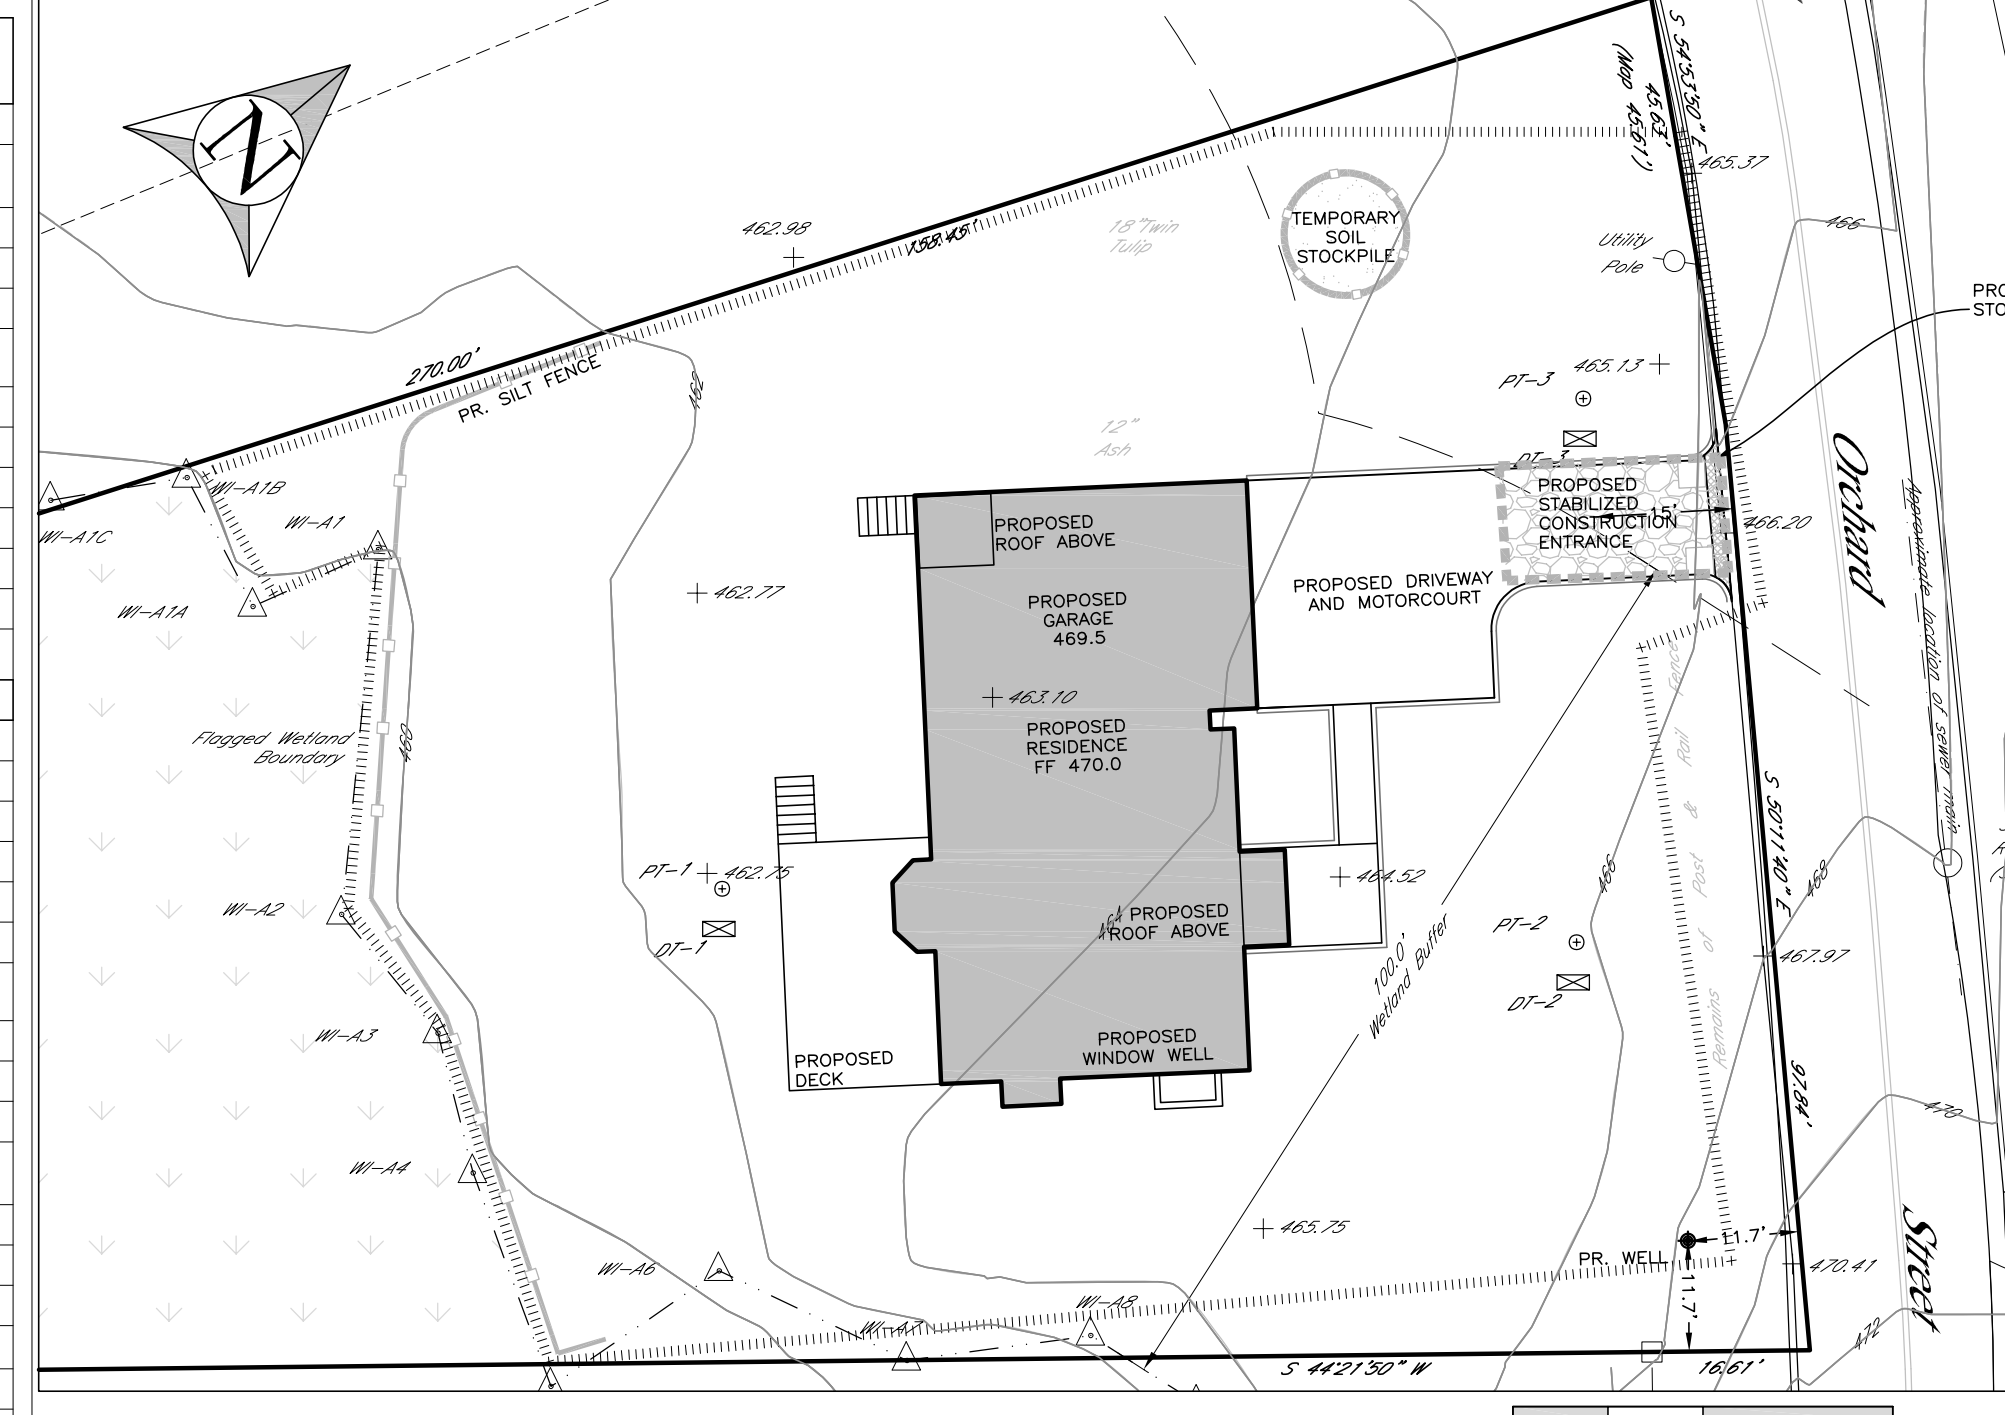 N
S 54°53'50" E
45.63'
(Map 45.61')
465.37
466
462.98
158.45'
18" Twin
Tulip
TEMPORARY
SOIL
STOCKPILE
Utility
Pole
PRO
STO
270.00'
PR. SILT FENCE
462
PT-3
465.13
12"
Ash
DT-3
WI-A1B
WI-A1
WI-A1C
WI-A1A
PROPOSED
ROOF ABOVE
PROPOSED
STABILIZED
CONSTRUCTION
ENTRANCE
15'
466.20
Orchard
Approximate location of sewer main
462.77
PROPOSED
GARAGE
469.5
PROPOSED DRIVEWAY
AND MOTORCOURT
463.10
Flagged Wetland
Boundary
460
PROPOSED
RESIDENCE
FF 470.0
Remains of Post & Rail Fence
S 50°11'40" E
PT-1
462.75
DT-1
464.52
466
468
WI-A2
464
PROPOSED
ROOF ABOVE
100.0'
Wetland Buffer
PT-2
DT-2
467.97
WI-A3
PROPOSED
DECK
PROPOSED
WINDOW WELL
97.84'
470
WI-A4
465.75
WI-A6
PR. WELL
11.7'
11.7'
470.41
Street
WI-A8
WI-A7
472
S 44°21'50" W
16.61'